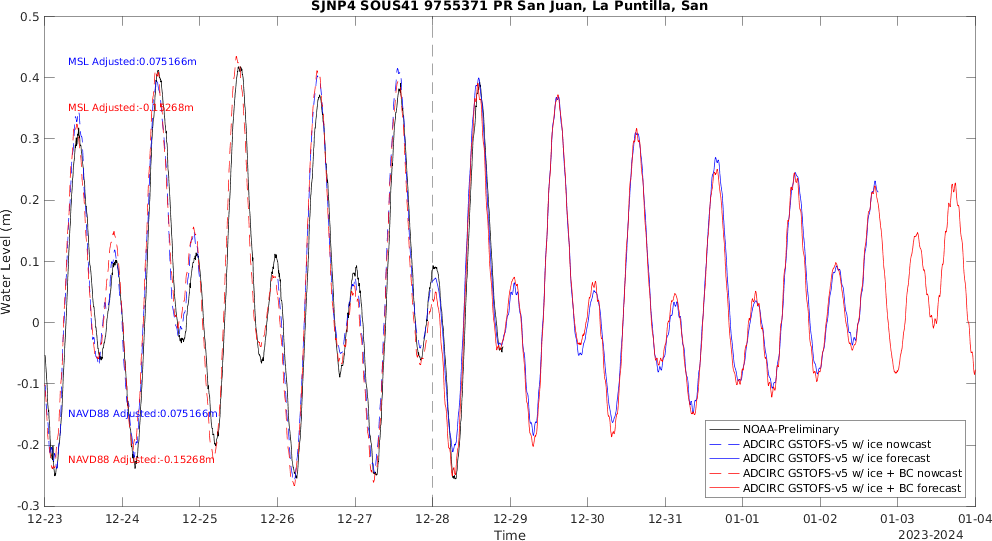 SJNP4 SOUS41 9755371 PR San Juan, La Puntilla, San
0.5
0.4
0.3
0.2
0.1
0
-0.1
-0.2
-0.3
Water Level (m)
MSL Adjusted:0.075166m
MSL Adjusted:-0.15268m
NAVD88 Adjusted:0.075166m
NAVD88 Adjusted:-0.15268m
NOAA-Preliminary
ADCIRC GSTOFS-v5 w/ ice nowcast
ADCIRC GSTOFS-v5 w/ ice forecast
ADCIRC GSTOFS-v5 w/ ice + BC nowcast
ADCIRC GSTOFS-v5 w/ ice + BC forecast
12-23 12-24 12-25 12-26 12-27 12-28 12-29 12-30 12-31 01-01 01-02 01-03 01-04
Time
2023-2024